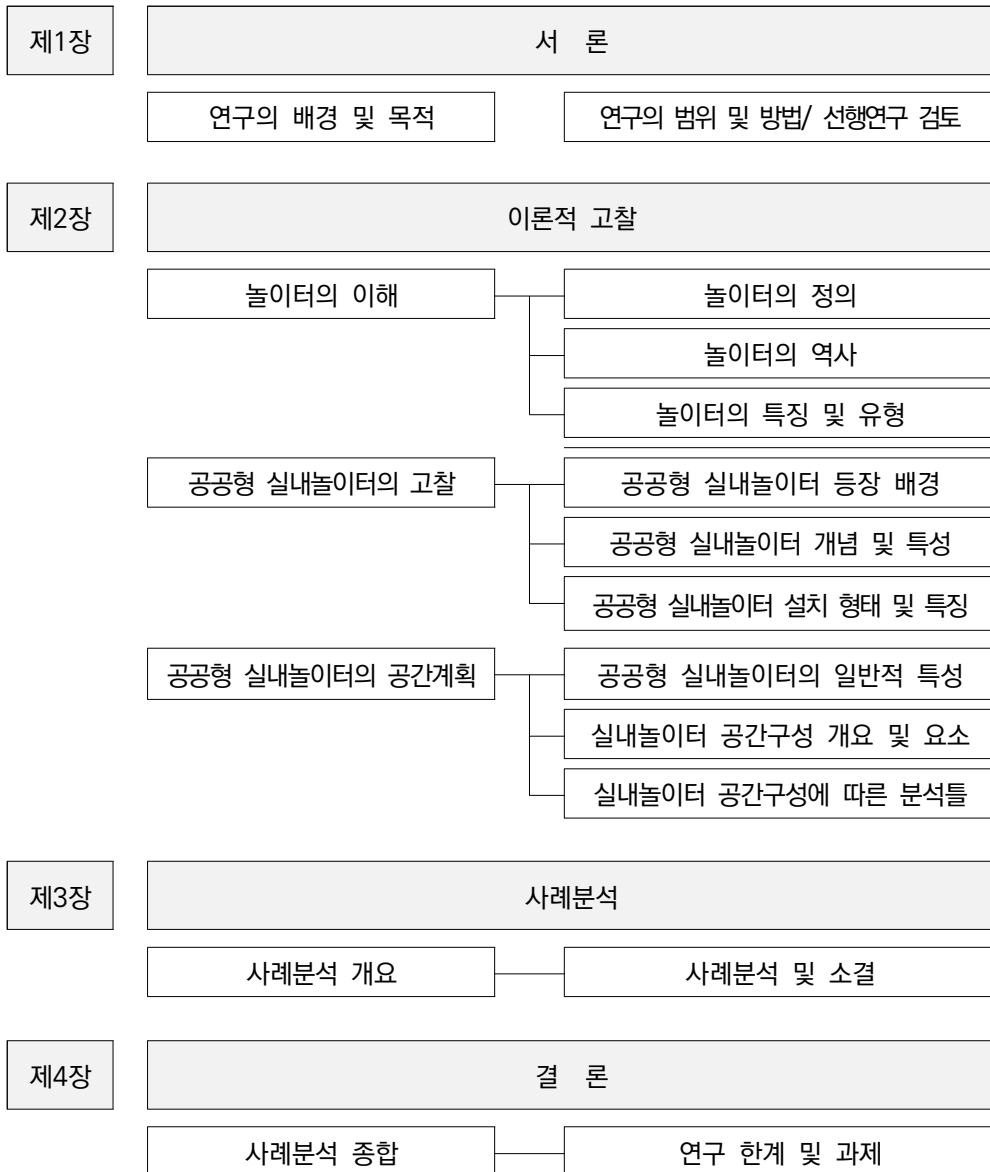 제1장
서 론
연구의 배경 및 목적
연구의 범위 및 방법/ 선행연구 검토
제2장
이론적 고찰
놀이터의 이해
놀이터의 정의
놀이터의 역사
놀이터의 특징 및 유형
공공형 실내놀이터의 고찰
공공형 실내놀이터 등장 배경
공공형 실내놀이터 개념 및 특성
공공형 실내놀이터 설치 형태 및 특징
공공형 실내놀이터의 공간계획
공공형 실내놀이터의 일반적 특성
실내놀이터 공간구성 개요 및 요소
실내놀이터 공간구성에 따른 분석틀
제3장
사례분석
사례분석 개요
사례분석 및 소결
제4장
결 론
사례분석 종합
연구 한계 및 과제